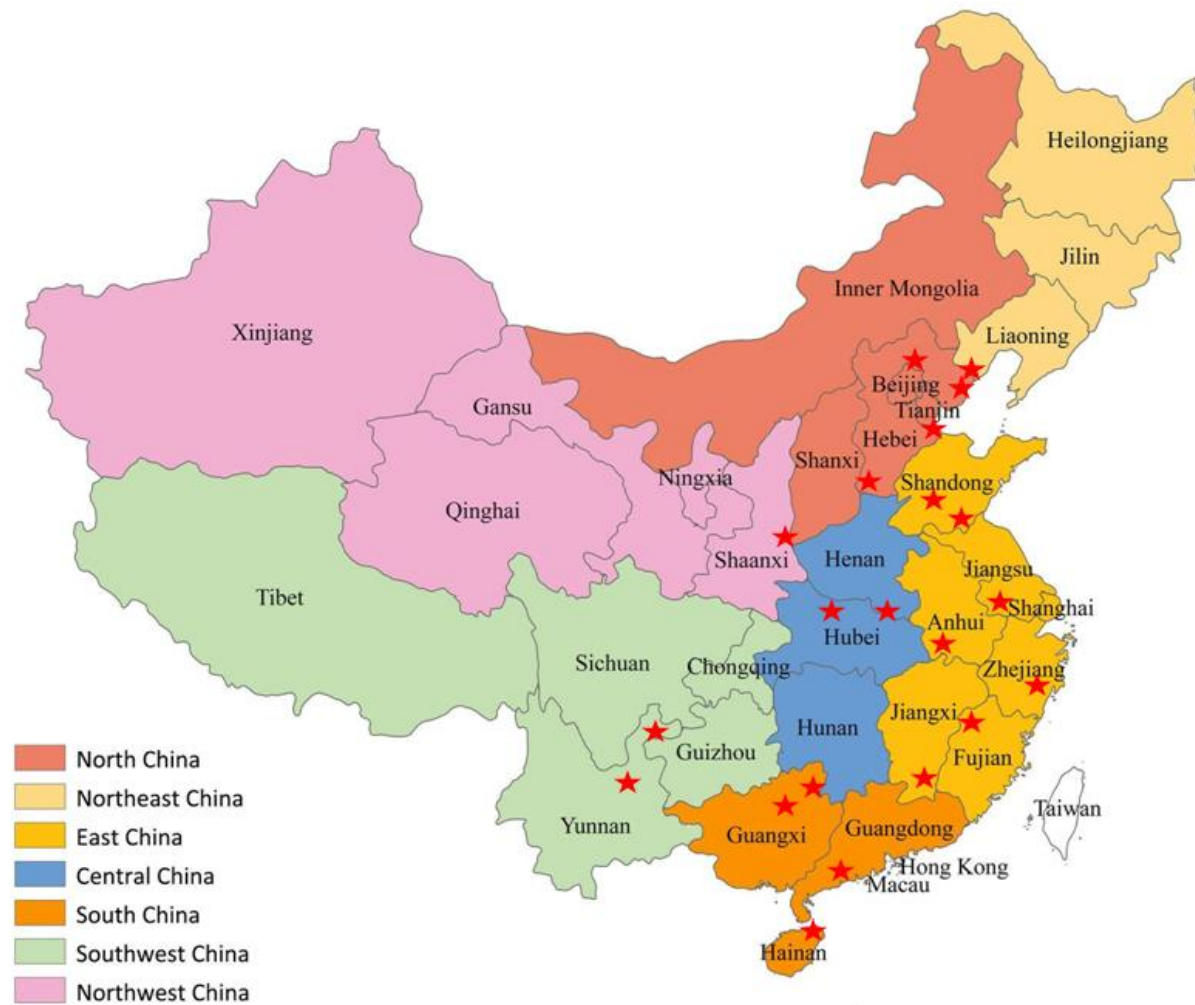 Heilongjiang
Jilin
Inner Mongolia
Liaoning
Xinjiang
Beijing
Gansu
Tianjin
Hebei
Shanxi
Ningxia
Shandong
Qinghai
Shaanxi
Henan
Jiangsu
Tibet
Shanghai
Anhui
Hubei
Sichuan
Chongqing
Zhejiang
Jiangxi
Hunan
Guizhou
Fujian
Taiwan
Yunnan
Guangxi
Guangdong
Hong Kong
Macau
Hainan
North China
Northeast China
East China
Central China
South China
Southwest China
Northwest China